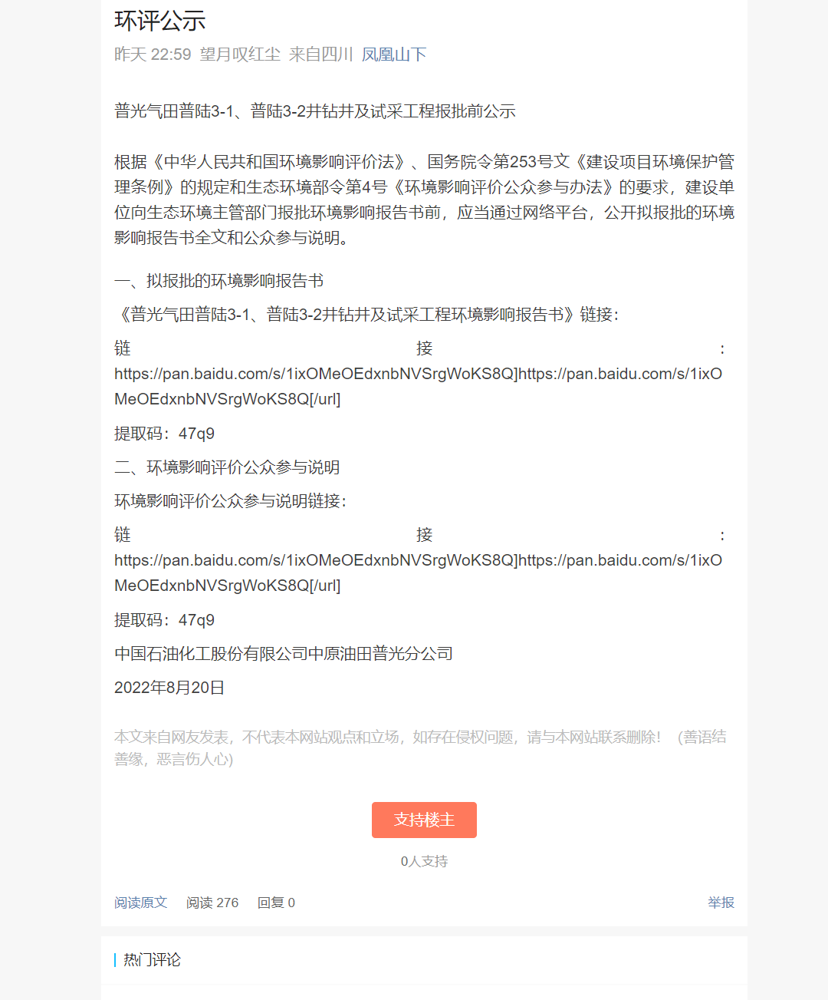 环评公示
昨天 22:59 望月叹红尘 来自四川 凤凰山下
普光气田普陆3-1、普陆3-2井钻井及试采工程报批前公示
根据《中华人民共和国环境影响评价法》、国务院令第253号文《建设项目环境保护管
理条例》的规定和生态环境部令第4号《环境影响评价公众参与办法》的要求，建设单
位向生态环境主管部门报批环境影响报告书前，应当通过网络平台，公开拟报批的环境
影响报告书全文和公众参与说明。
一、拟报批的环境影响报告书
《普光气田普陆3-1、普陆3-2井钻井及试采工程环境影响报告书》链接：
链 接 :
https://pan.baidu.com/s/1ixOMeOEdxnbNVSrgWoKS8Q]https://pan.baidu.com/s/1ixO
MeOEdxnbNVSrgWoKS8Q[/url]
提取码：47q9
二、环境影响评价公众参与说明
环境影响评价公众参与说明链接：
链 接 :
https://pan.baidu.com/s/1ixOMeOEdxnbNVSrgWoKS8Q]https://pan.baidu.com/s/1ixO
MeOEdxnbNVSrgWoKS8Q[/url]
提取码：47q9
中国石油化工股份有限公司中原油田普光分公司
2022年8月20日
本文来自网友发表，不代表本网站观点和立场，如存在侵权问题，请与本网站联系删除！（善语结
善缘，恶言伤人心)
支持楼主
0人支持
阅读原文 阅读 276 回复 0 举报
热门评论